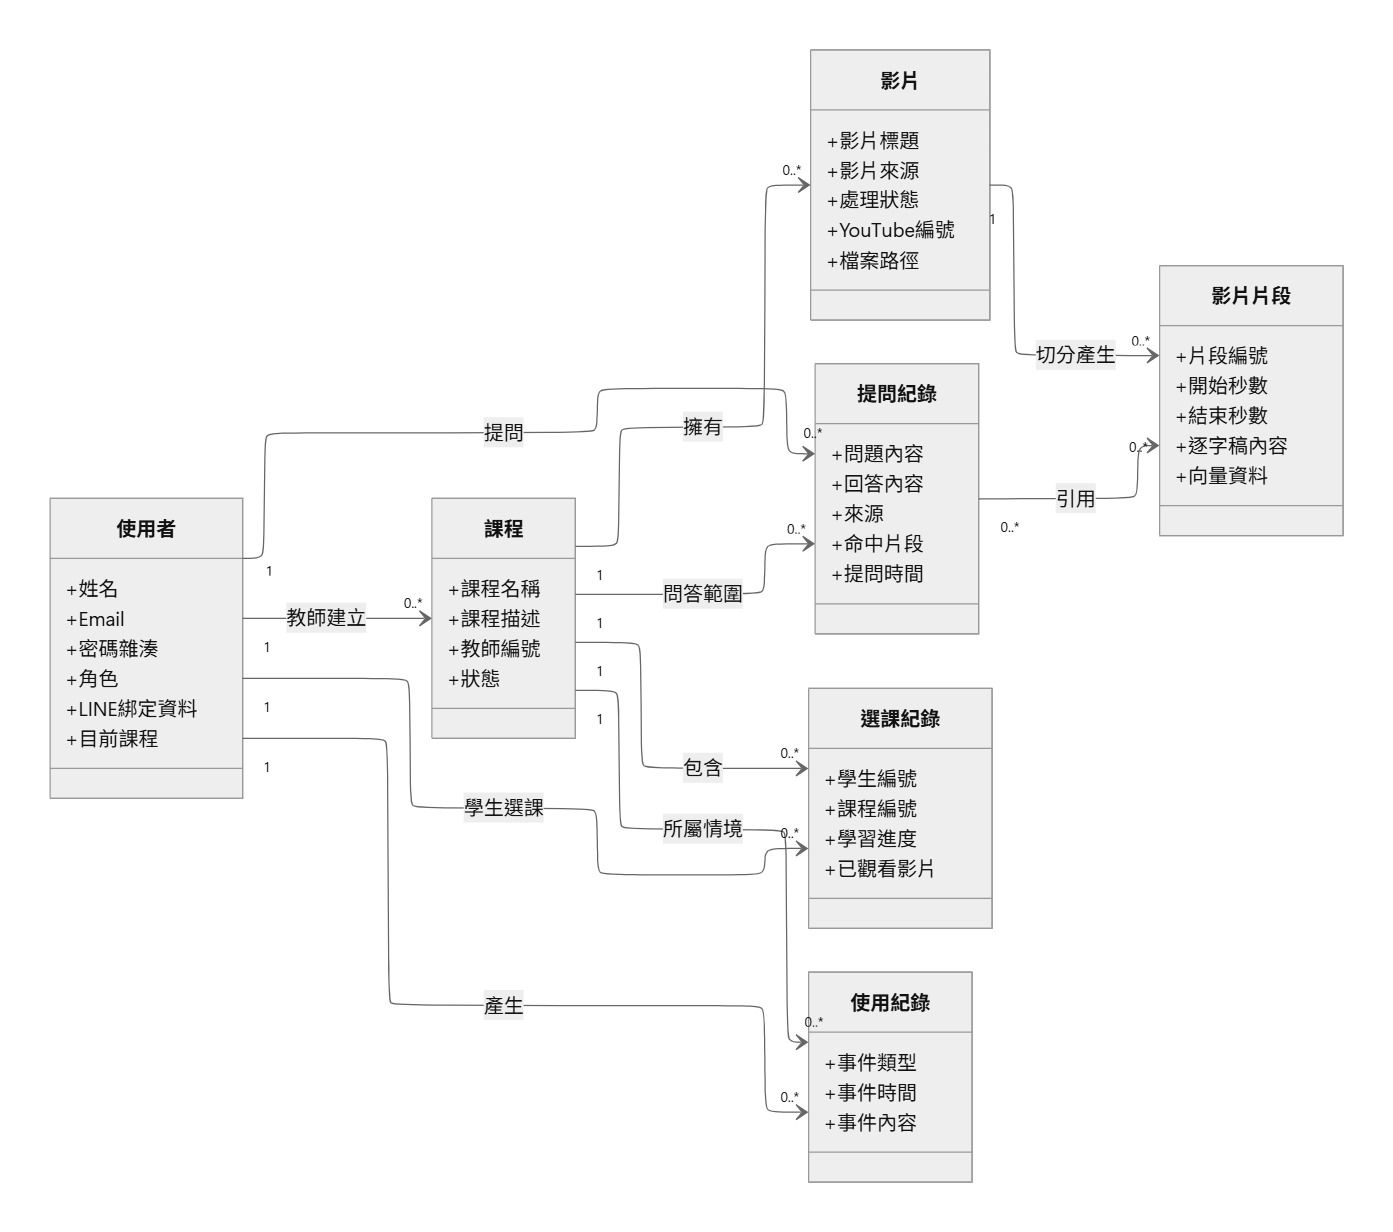 影片
+影片標題
+影片來源
+處理狀態
+YouTube編號
+檔案路徑
0..*
1
影片片段
+片段編號
+開始秒數
+結束秒數
+逐字稿內容
+向量資料
切分產生
0..*
0..*
提問紀錄
+問題內容
+回答內容
+來源
+命中片段
+提問時間
0..*
0..*
引用
0..*
提問
擁有
問答範圍
使用者
+姓名
+Email
+密碼雜湊
+角色
+LINE綁定資料
+目前課程
1
1
1
1
教師建立
0..*
課程
+課程名稱
+課程描述
+教師編號
+狀態
1
1
1
1
包含
0..*
學生選課
所屬情境
0..*
選課紀錄
+學生編號
+課程編號
+學習進度
+已觀看影片
產生
0..*
0..*
使用紀錄
+事件類型
+事件時間
+事件內容